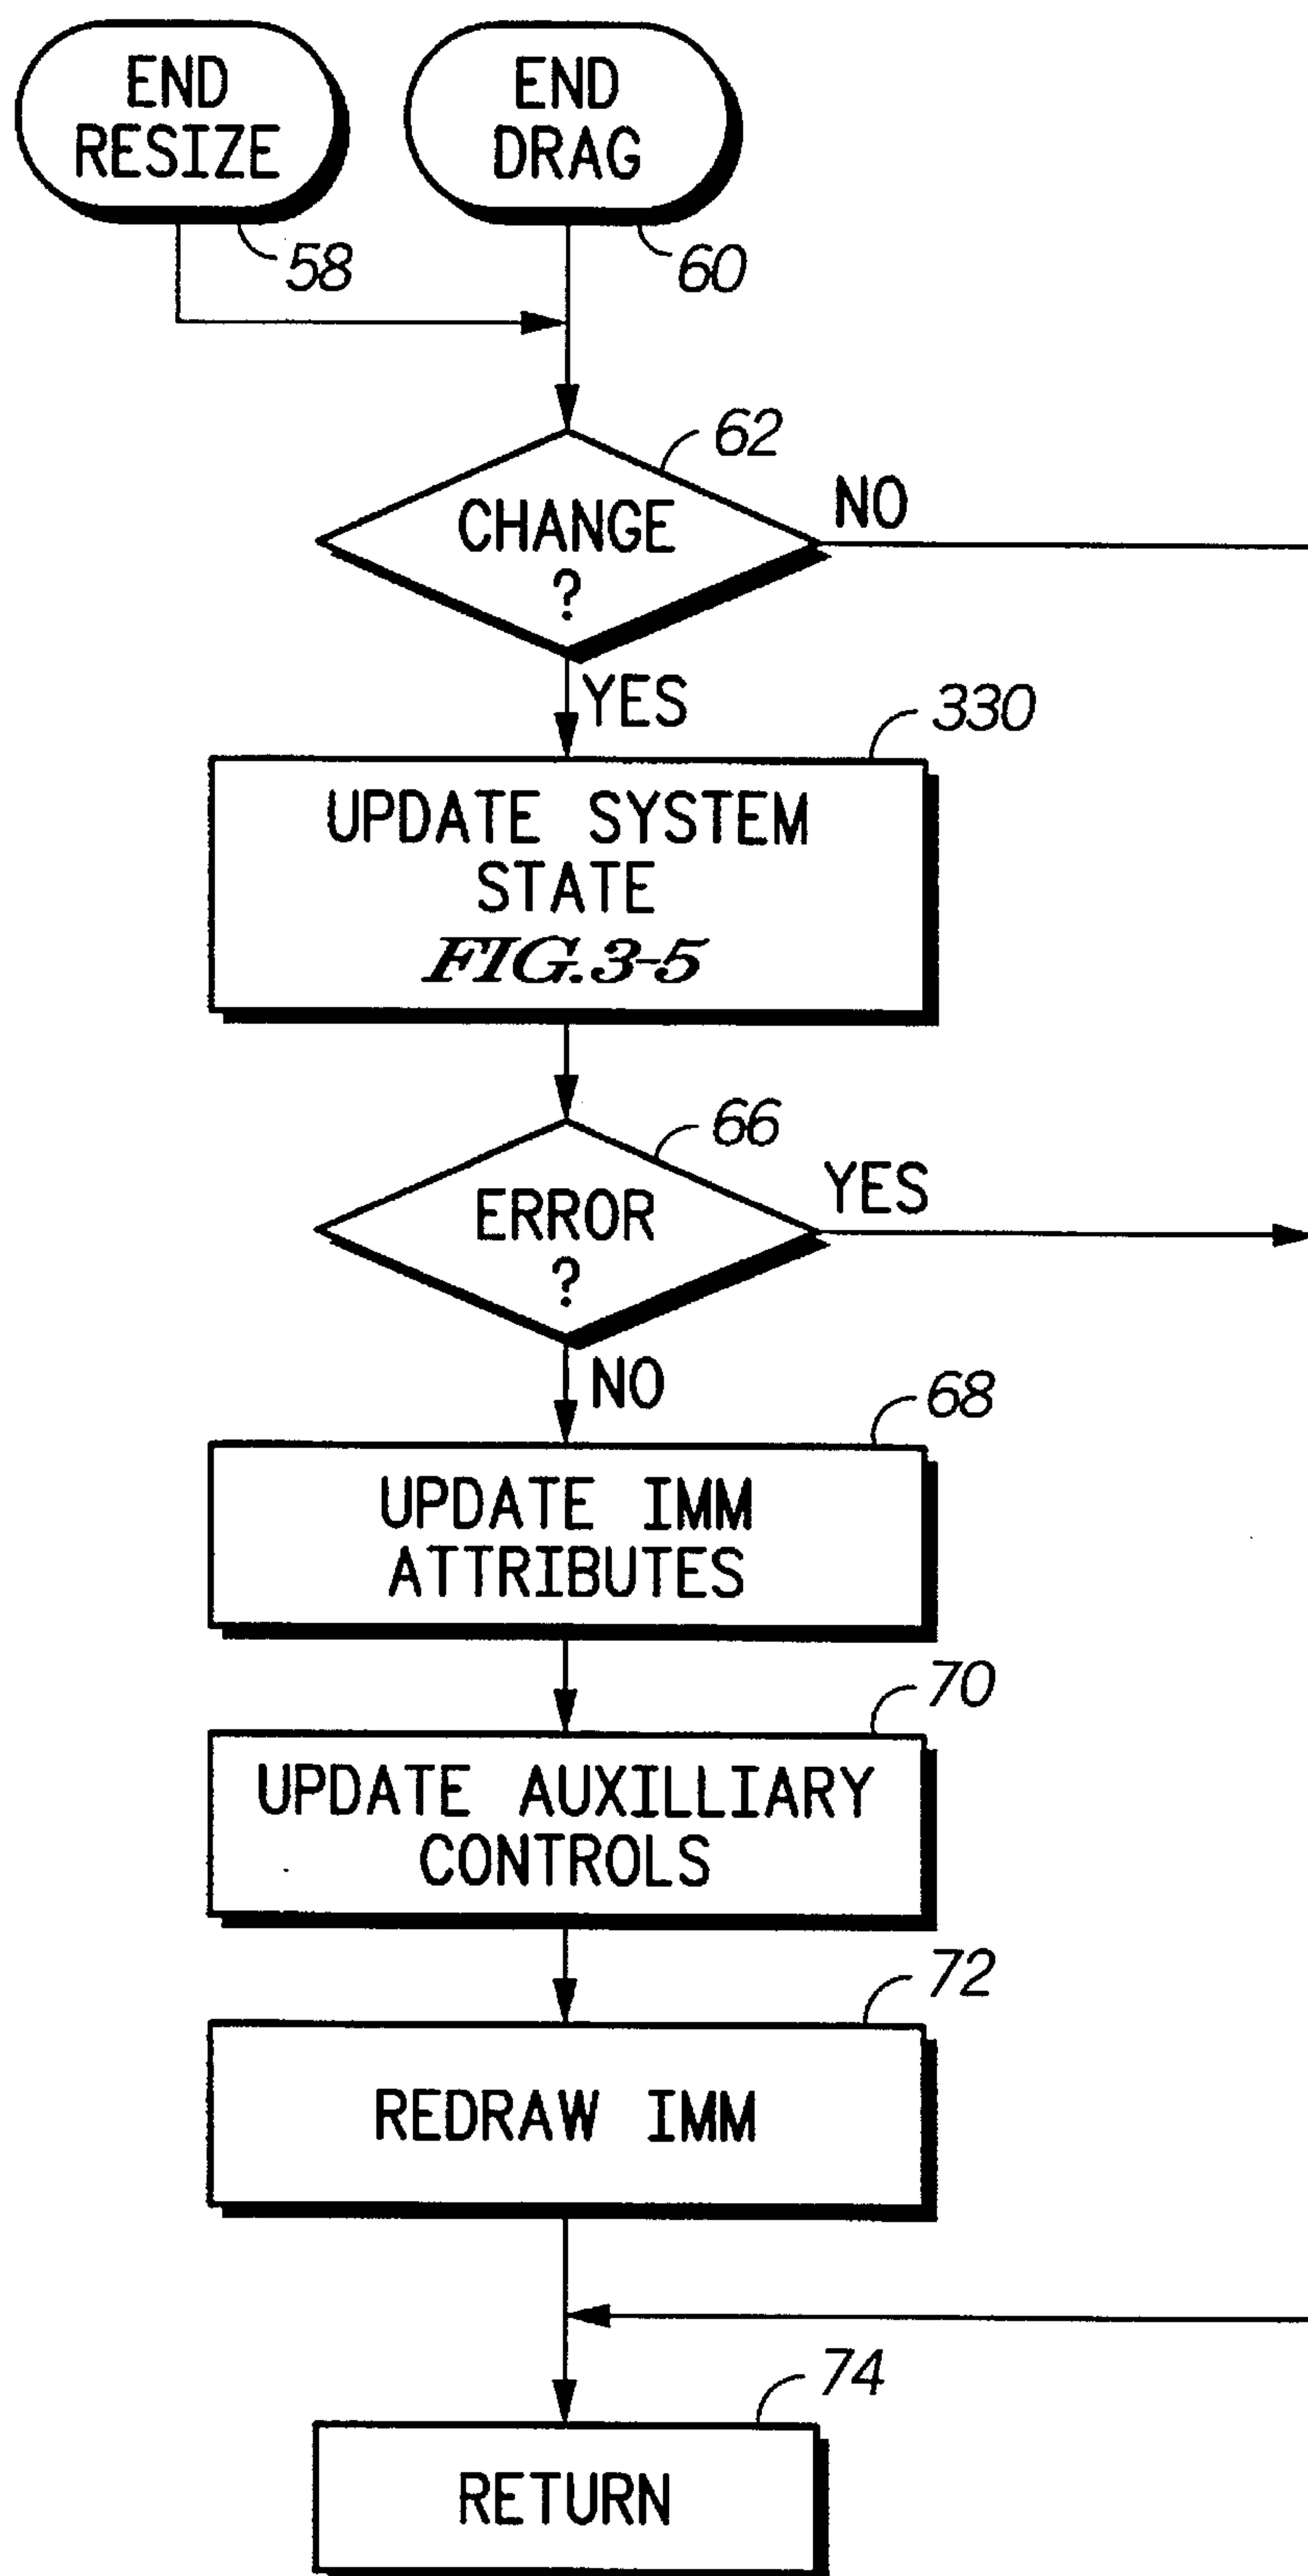 END
RESIZE
58
END
DRAG
60
62
CHANGE
?
NO
YES
330
UPDATE SYSTEM
STATE
FIG.3-5
66
ERROR
?
YES
NO
68
UPDATE IMM
ATTRIBUTES
70
UPDATE AUXILLIARY
CONTROLS
72
REDRAW IMM
74
RETURN